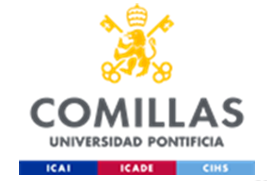 COMILLAS
UNIVERSIDAD PONTIFICIA
ICAI ICADE CIHS